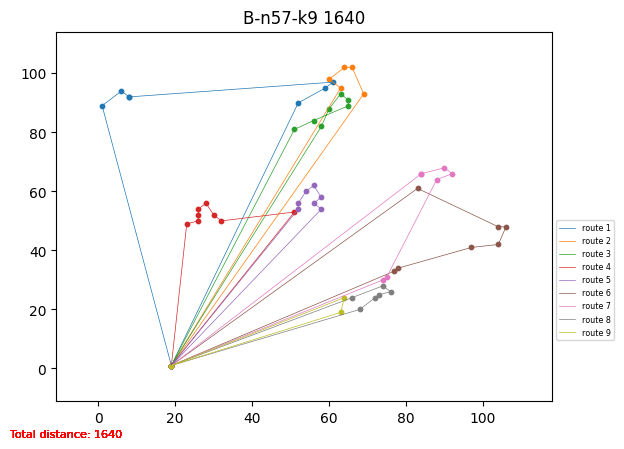 B-n57-k9 1640
100
80
60
40
20
0
0 20 40 60 80 100
route 1
route 2
route 3
route 4
route 5
route 6
route 7
route 8
route 9
Total distance: 1640